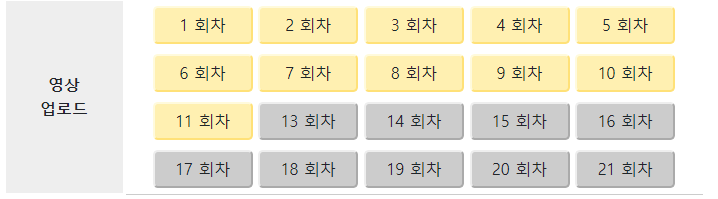 영상
업로드
1 회차 2 회차 3 회차 4 회차 5 회차
6 회차 7 회차 8 회차 9 회차 10 회차
11 회차 13 회차 14 회차 15 회차 16 회차
17 회차 18 회차 19 회차 20 회차 21 회차